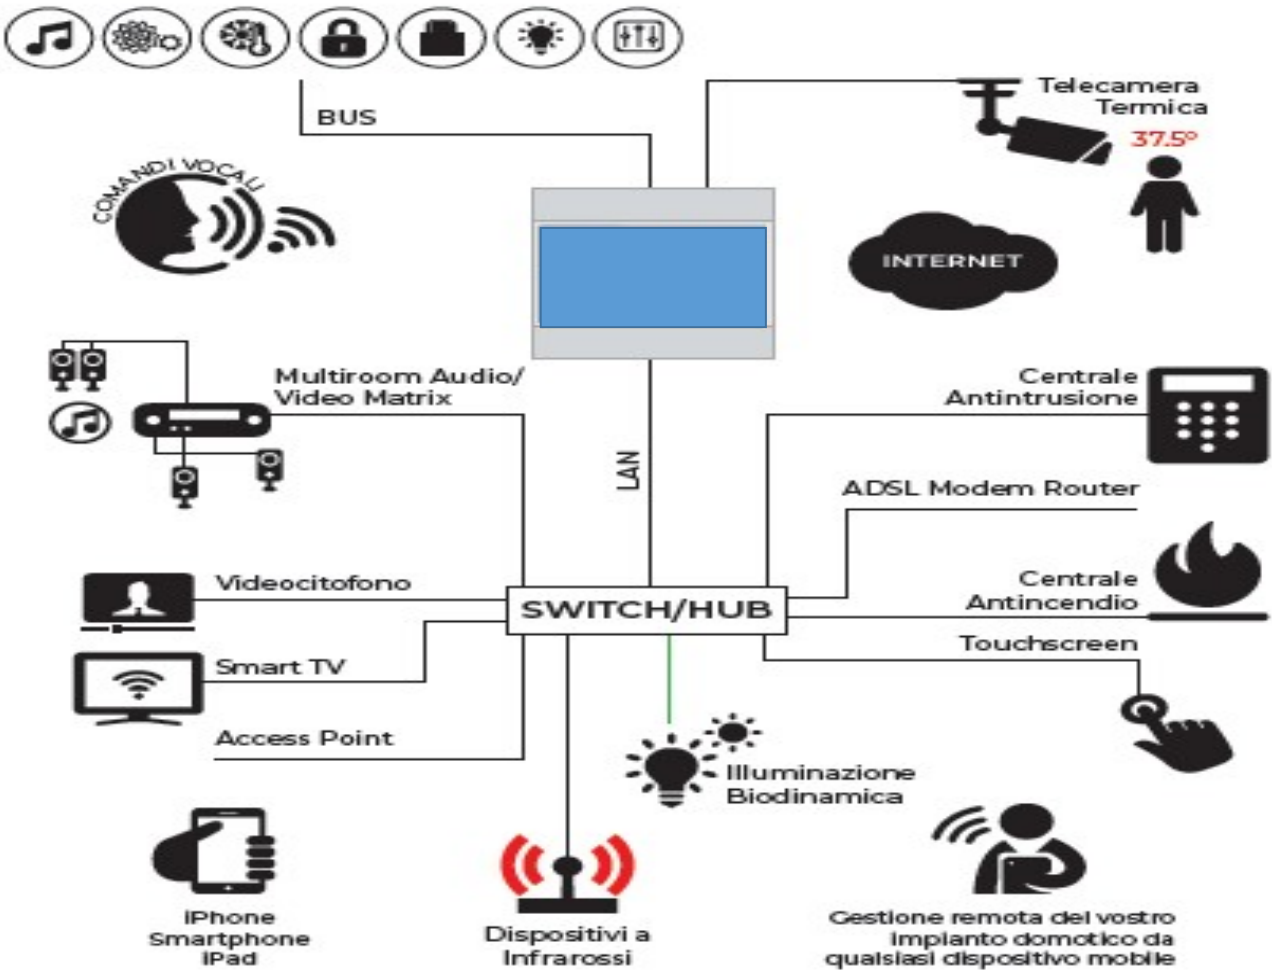 BUS
Telecamera
Termica
37.5°
COMANDI VOCALI
INTERNET
Multiroom Audio/
Video Matrix
Centrale
Antintrusione
LAN
ADSL Modem Router
Videocitofono
Centrale
Antincendio
SWITCH/HUB
Touchscreen
Smart TV
Access Point
Illuminazione
Biodinamica
iPhone
Smartphone
iPad
Dispositivi a
Infrarossi
Gestione remota del vostro
impianto domotico da
qualsiasi dispositivo mobile